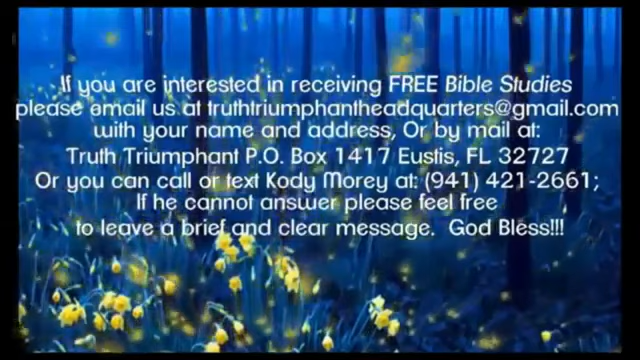 If you are interested in receiving FREE Bible Studies
please email us at truthtriumphantheadquarters@gmail.com
with your name and address, Or by mail at:
Truth Triumphant P.O. Box 1417 Eustis, FL 32727
Or you can call or text Kody Morey at: (941) 421-2661;
If he cannot answer please feel free
to leave a brief and clear message.  God Bless!!!